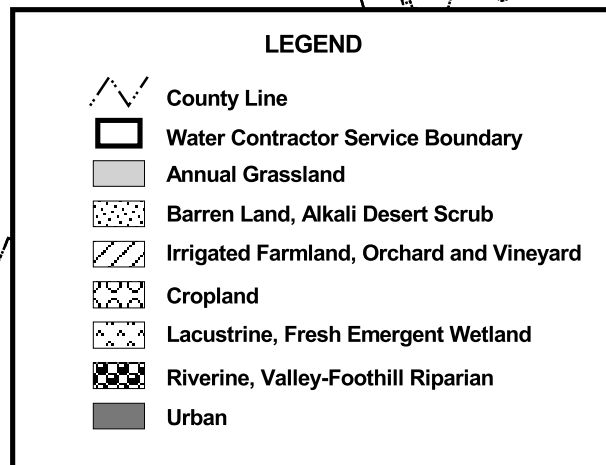 LEGEND
County Line
Water Contractor Service Boundary
Annual Grassland
Barren Land, Alkali Desert Scrub
Irrigated Farmland, Orchard and Vineyard
Cropland
Lacustrine, Fresh Emergent Wetland
Riverine, Valley-Foothill Riparian
Urban